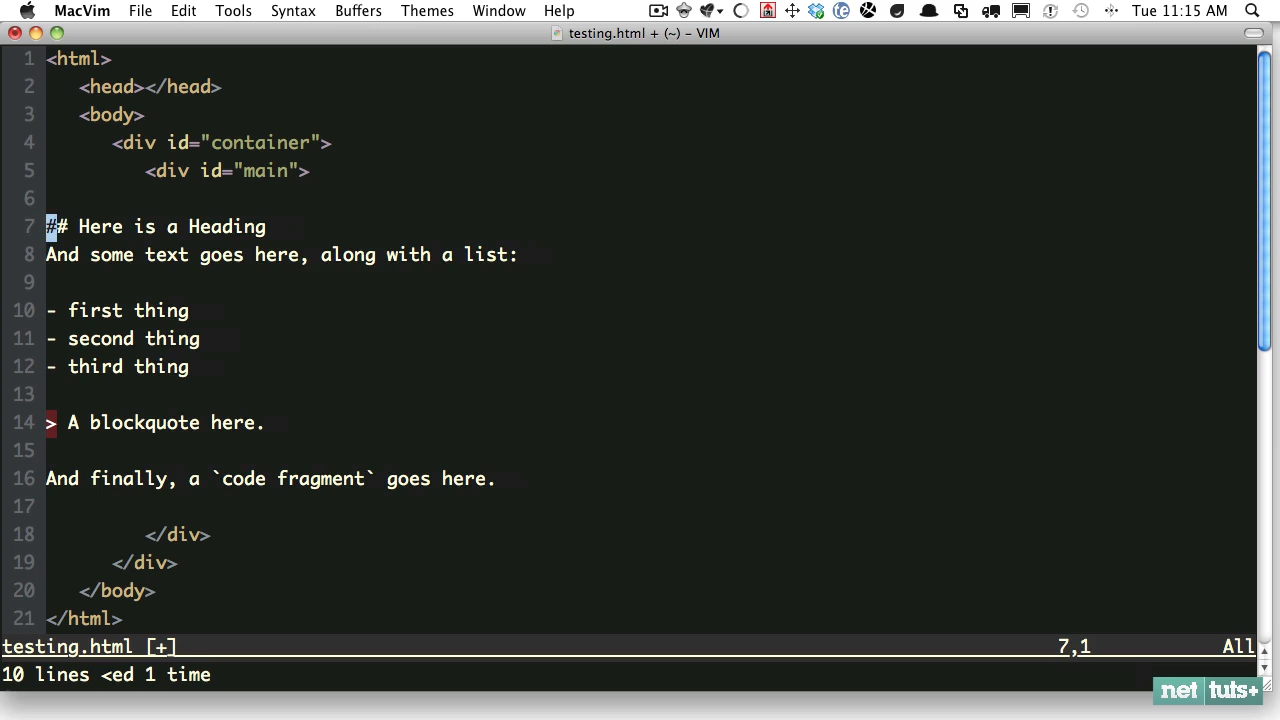 MacVim File Edit Tools Syntax Buffers Themes Window Help Tue 11:15 AM
testing.html + (~) – VIM
1 <html>
2 <head></head>
3 <body>
4 <div id="container">
5 <div id="main">
6
7 ## Here is a Heading
8 And some text goes here, along with a list:
9
10 - first thing
11 - second thing
12 - third thing
13
14 > A blockquote here.
15
16 And finally, a `code fragment` goes here.
17
18 </div>
19 </div>
20 </body>
21 </html>
testing.html [+] 7,1 All
10 lines <ed 1 time
net tuts+